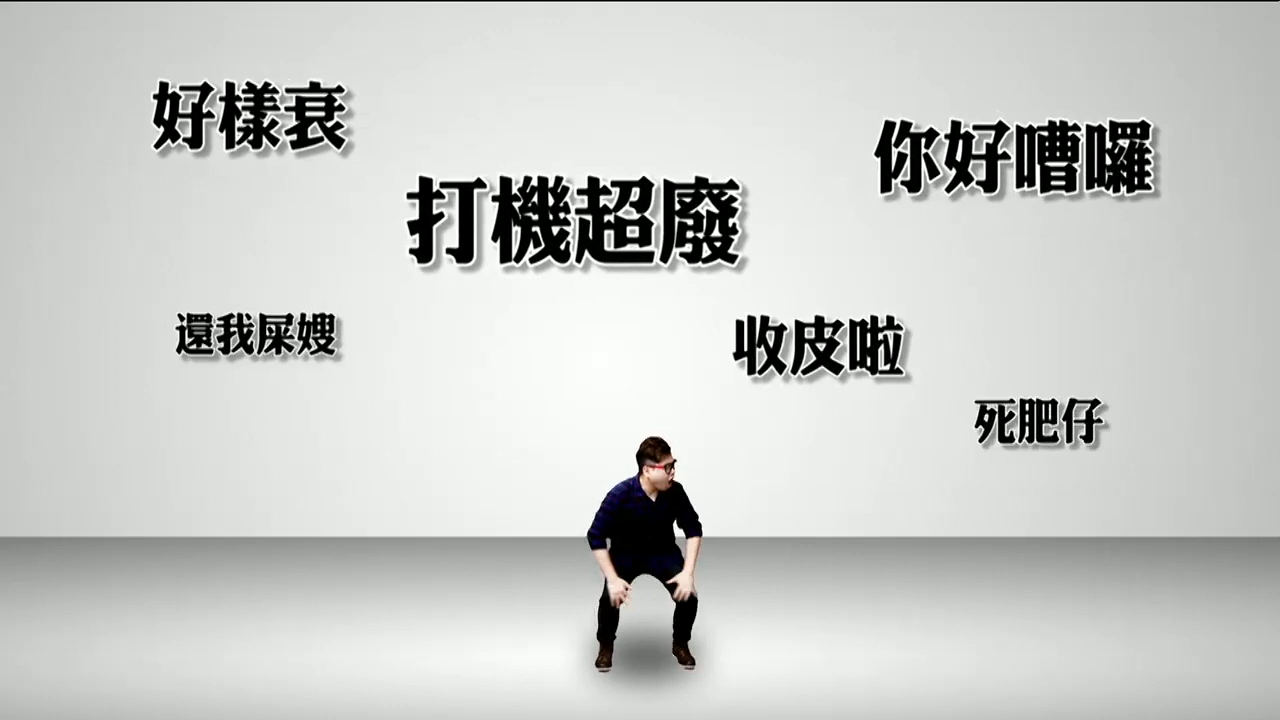 好樣衰
你好嘈囉
打機超廢
還我屎嫂
收皮啦
死肥仔